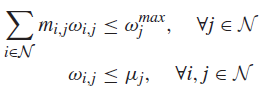 ∑_{i∈𝒩} m_{i,j}ω_{i,j} ≤ ω_j^{max}, ∀j ∈ 𝒩
ω_{i,j} ≤ μ_j, ∀i, j ∈ 𝒩